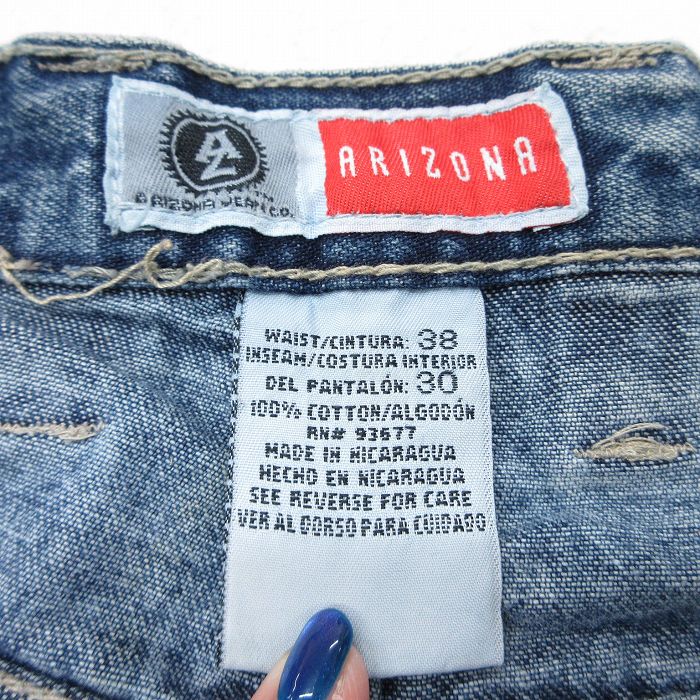 AZ
TM
© ARIZONA JEAN CO.
ARIZONA
WAIST/CINTURA: 38
INSEAM/COSTURA INTERIOR
DEL PANTALÓN: 30
100% COTTON/ALGODÓN
RN# 93677
MADE IN NICARAGUA
HECHO EN NICARAGUA
SEE REVERSE FOR CARE
VER AL DORSO PARA CUIDADO